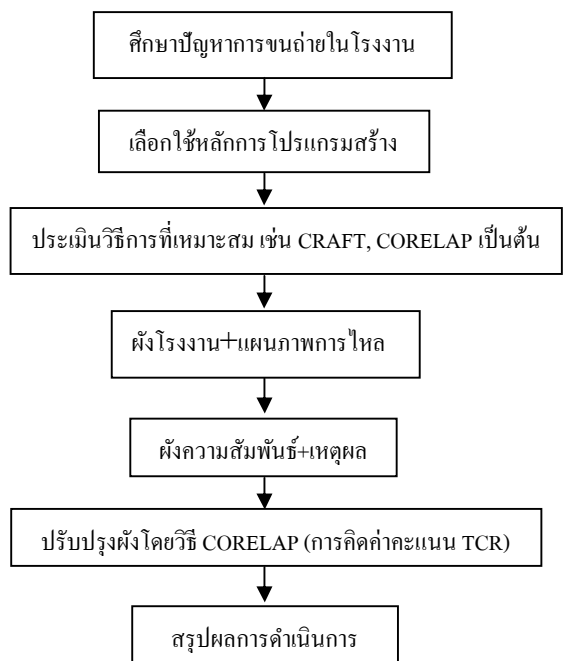 ศึกษาปัญหาการขนถ่ายในโรงงาน
เลือกใช้หลักการโปรแกรมสร้าง
ประเมินวิธีการที่เหมาะสม เช่น CRAFT, CORELAP เป็นต้น
ผังโรงงาน+แผนภาพการไหล
ผังความสัมพันธ์+เหตุผล
ปรับปรุงผังโดยวิธี CORELAP (การคิดค่าคะแนน TCR)
สรุปผลการดำเนินการ